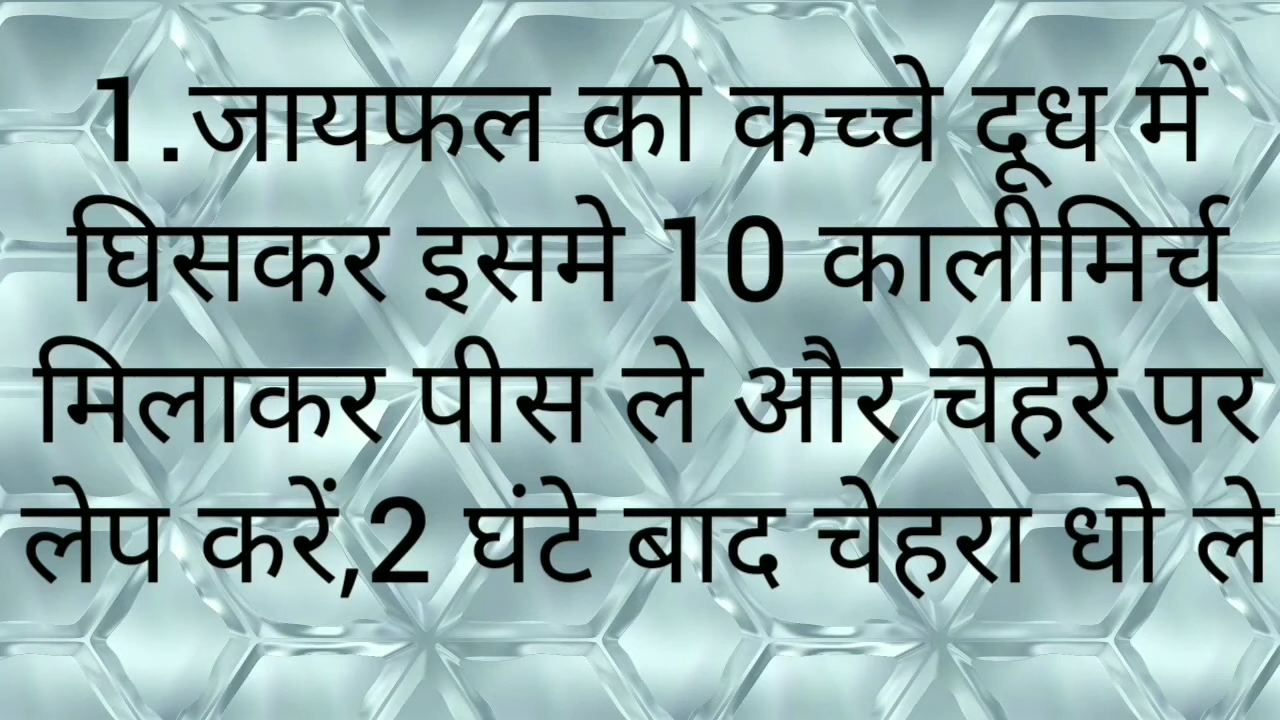 1.जायफल को कच्चे दूध में
घिसकर इसमे 10 कालीमिर्च
मिलाकर पीस ले और चेहरे पर
लेप करें,2 घंटे बाद चेहरा धो ले